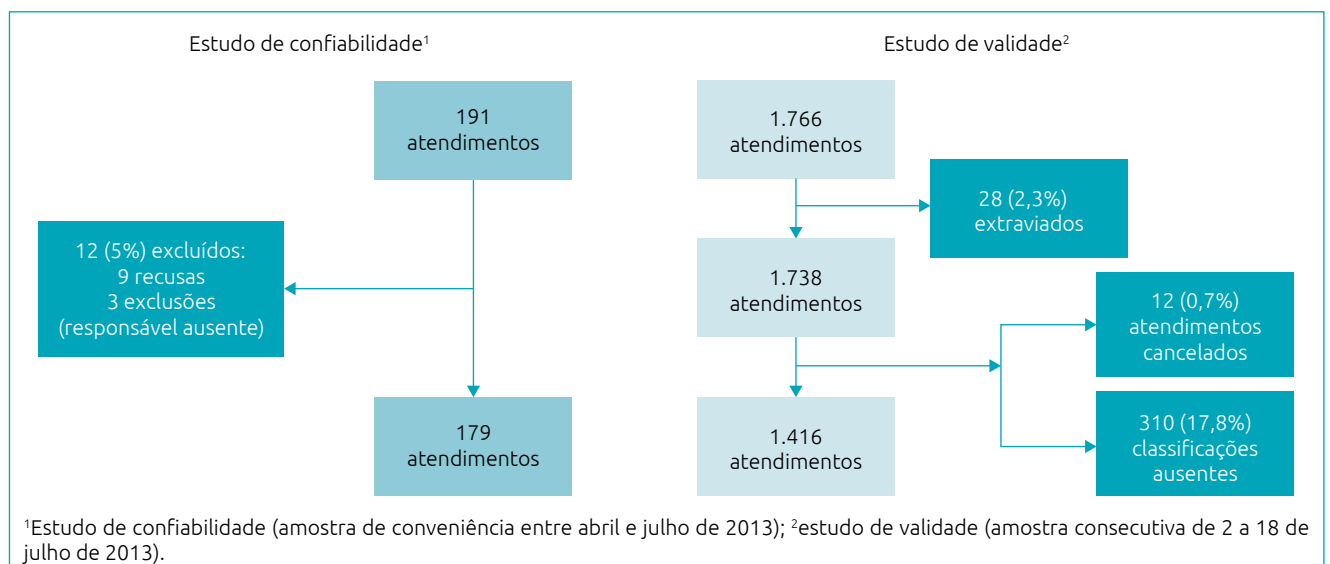 Estudo de confiabilidade¹
191
atendimentos
12 (5%) excluídos:
9 recusas
3 exclusões
(responsável ausente)
179
atendimentos
Estudo de validade²
1.766
atendimentos
28 (2,3%)
extraviados
1.738
atendimentos
12 (0,7%)
atendimentos
cancelados
310 (17,8%)
classificações
ausentes
1.416
atendimentos
¹Estudo de confiabilidade (amostra de conveniência entre abril e julho de 2013); ²estudo de validade (amostra consecutiva de 2 a 18 de
julho de 2013).